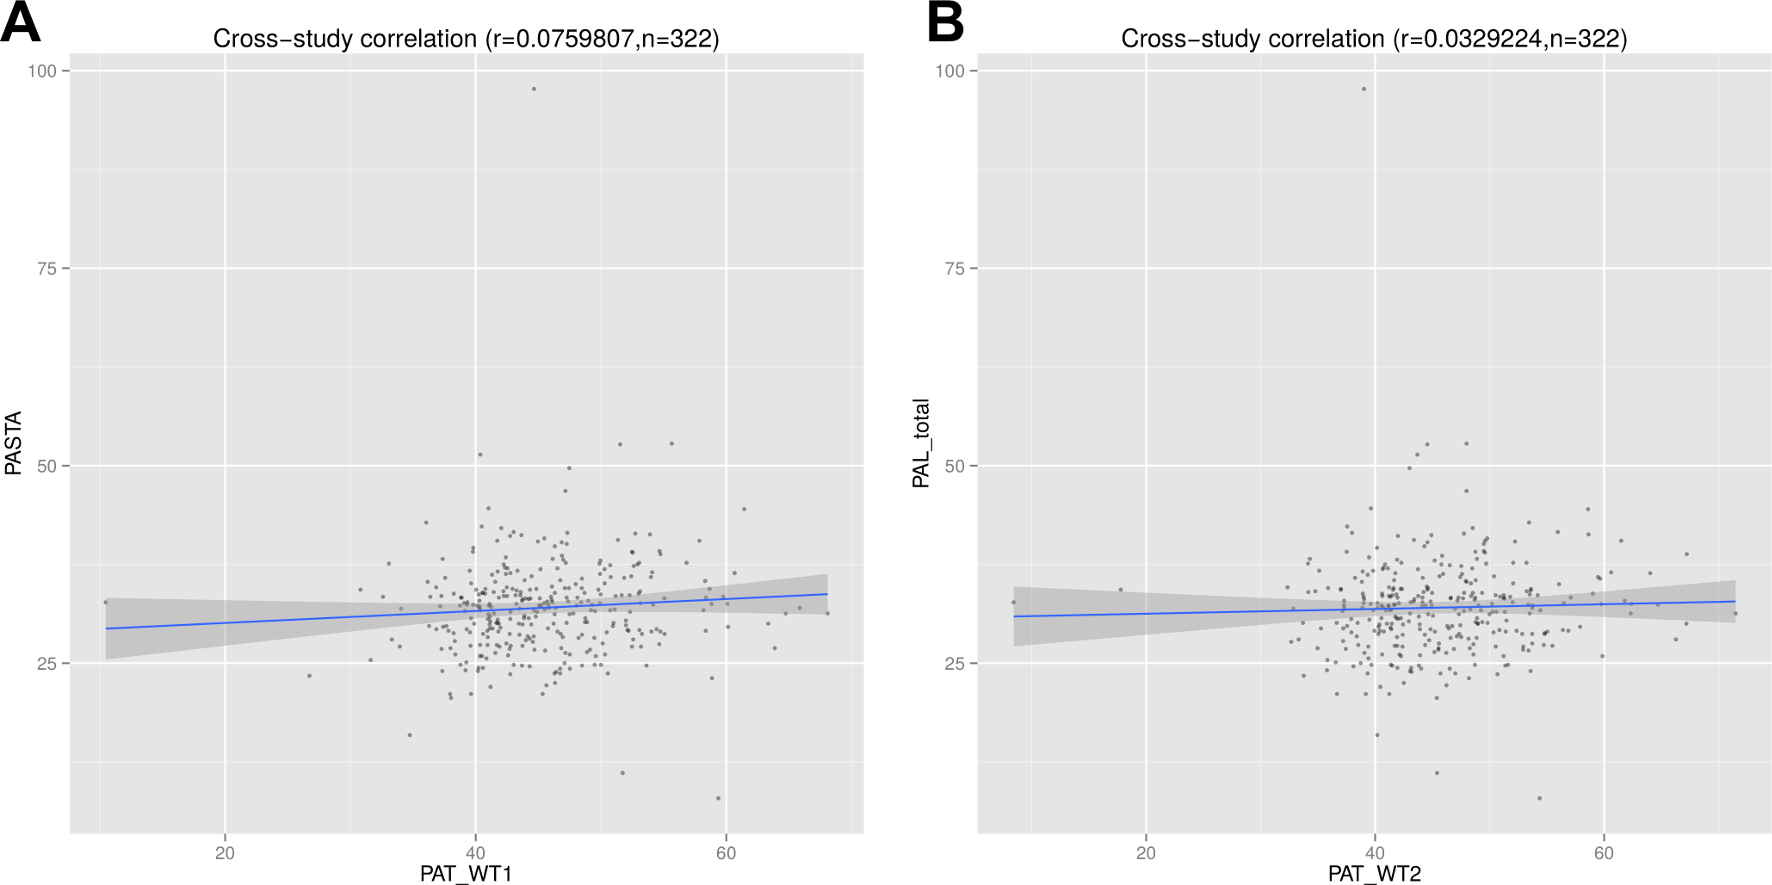 A
Cross−study correlation (r=0.0759807,n=322)
100
75
50
25
PASTA
20
40
60
PAT_WT1
B
Cross−study correlation (r=0.0329224,n=322)
100
75
50
25
PAL_total
20
40
60
PAT_WT2